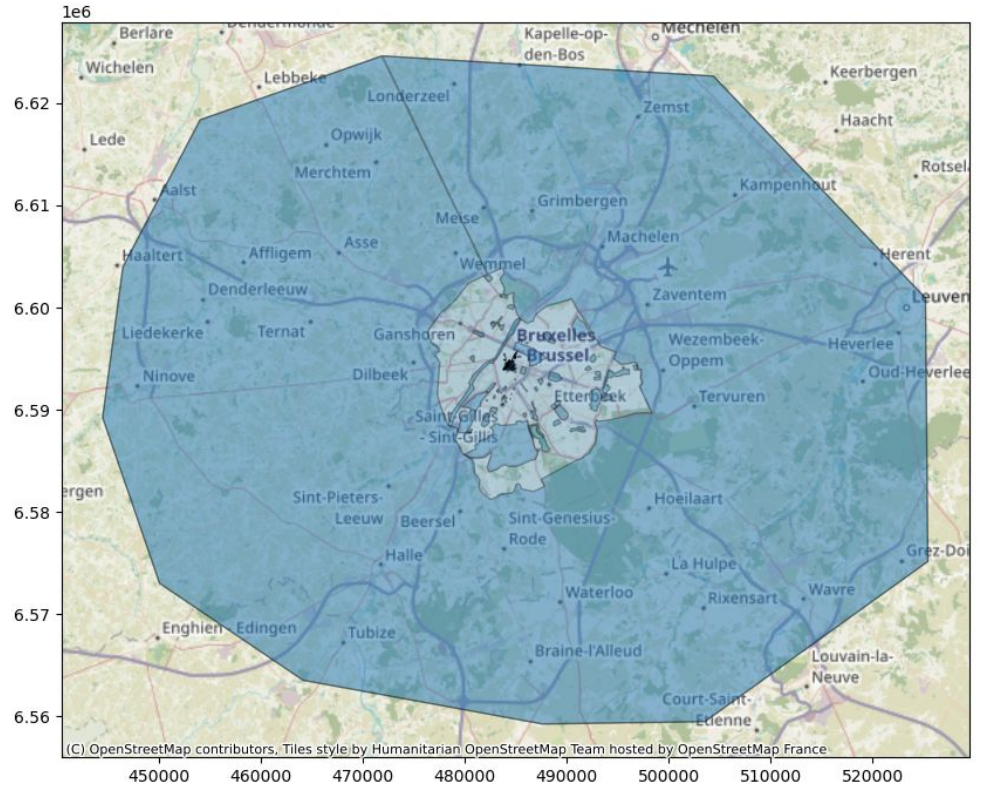 1e6
Mechelen
Berlare
Kapelle-op-
den-Bos
Wichelen
Lebbeke
Keerbergen
6.62
Londerzeel
Zemst
Haacht
Opwijk
Lede
Merchtem
Rotsela
Aalst
Kampenhout
6.61
Grimbergen
Meise
Machelen
Asse
Affligem
Haaltert
Herent
Wemmel
Denderleeuw
Zaventem
Leuven
6.60
Liedekerke
Ternat
Ganshoren
Bruxelles
- Brussel
Wezembeek-
Oppem
Heverlee
Ninove
Dilbeek
Oud-Heverlee
6.59
Etterbeek
Tervuren
Saint-Gilles
- Sint-Gillis
ergen
Sint-Pieters-
Leeuw
Hoeilaart
6.58
Beersel
Sint-Genesius-
Rode
Halle
Grez-Doi
La Hulpe
Waterloo
Rixensart
Wavre
6.57
Enghien - Edingen
Tubize
Braine-l'Alleud
Louvain-la-
Neuve
Court-Saint-
Etienne
6.56
(C) OpenStreetMap contributors, Tiles style by Humanitarian OpenStreetMap Team hosted by OpenStreetMap France
450000 460000 470000 480000 490000 500000 510000 520000